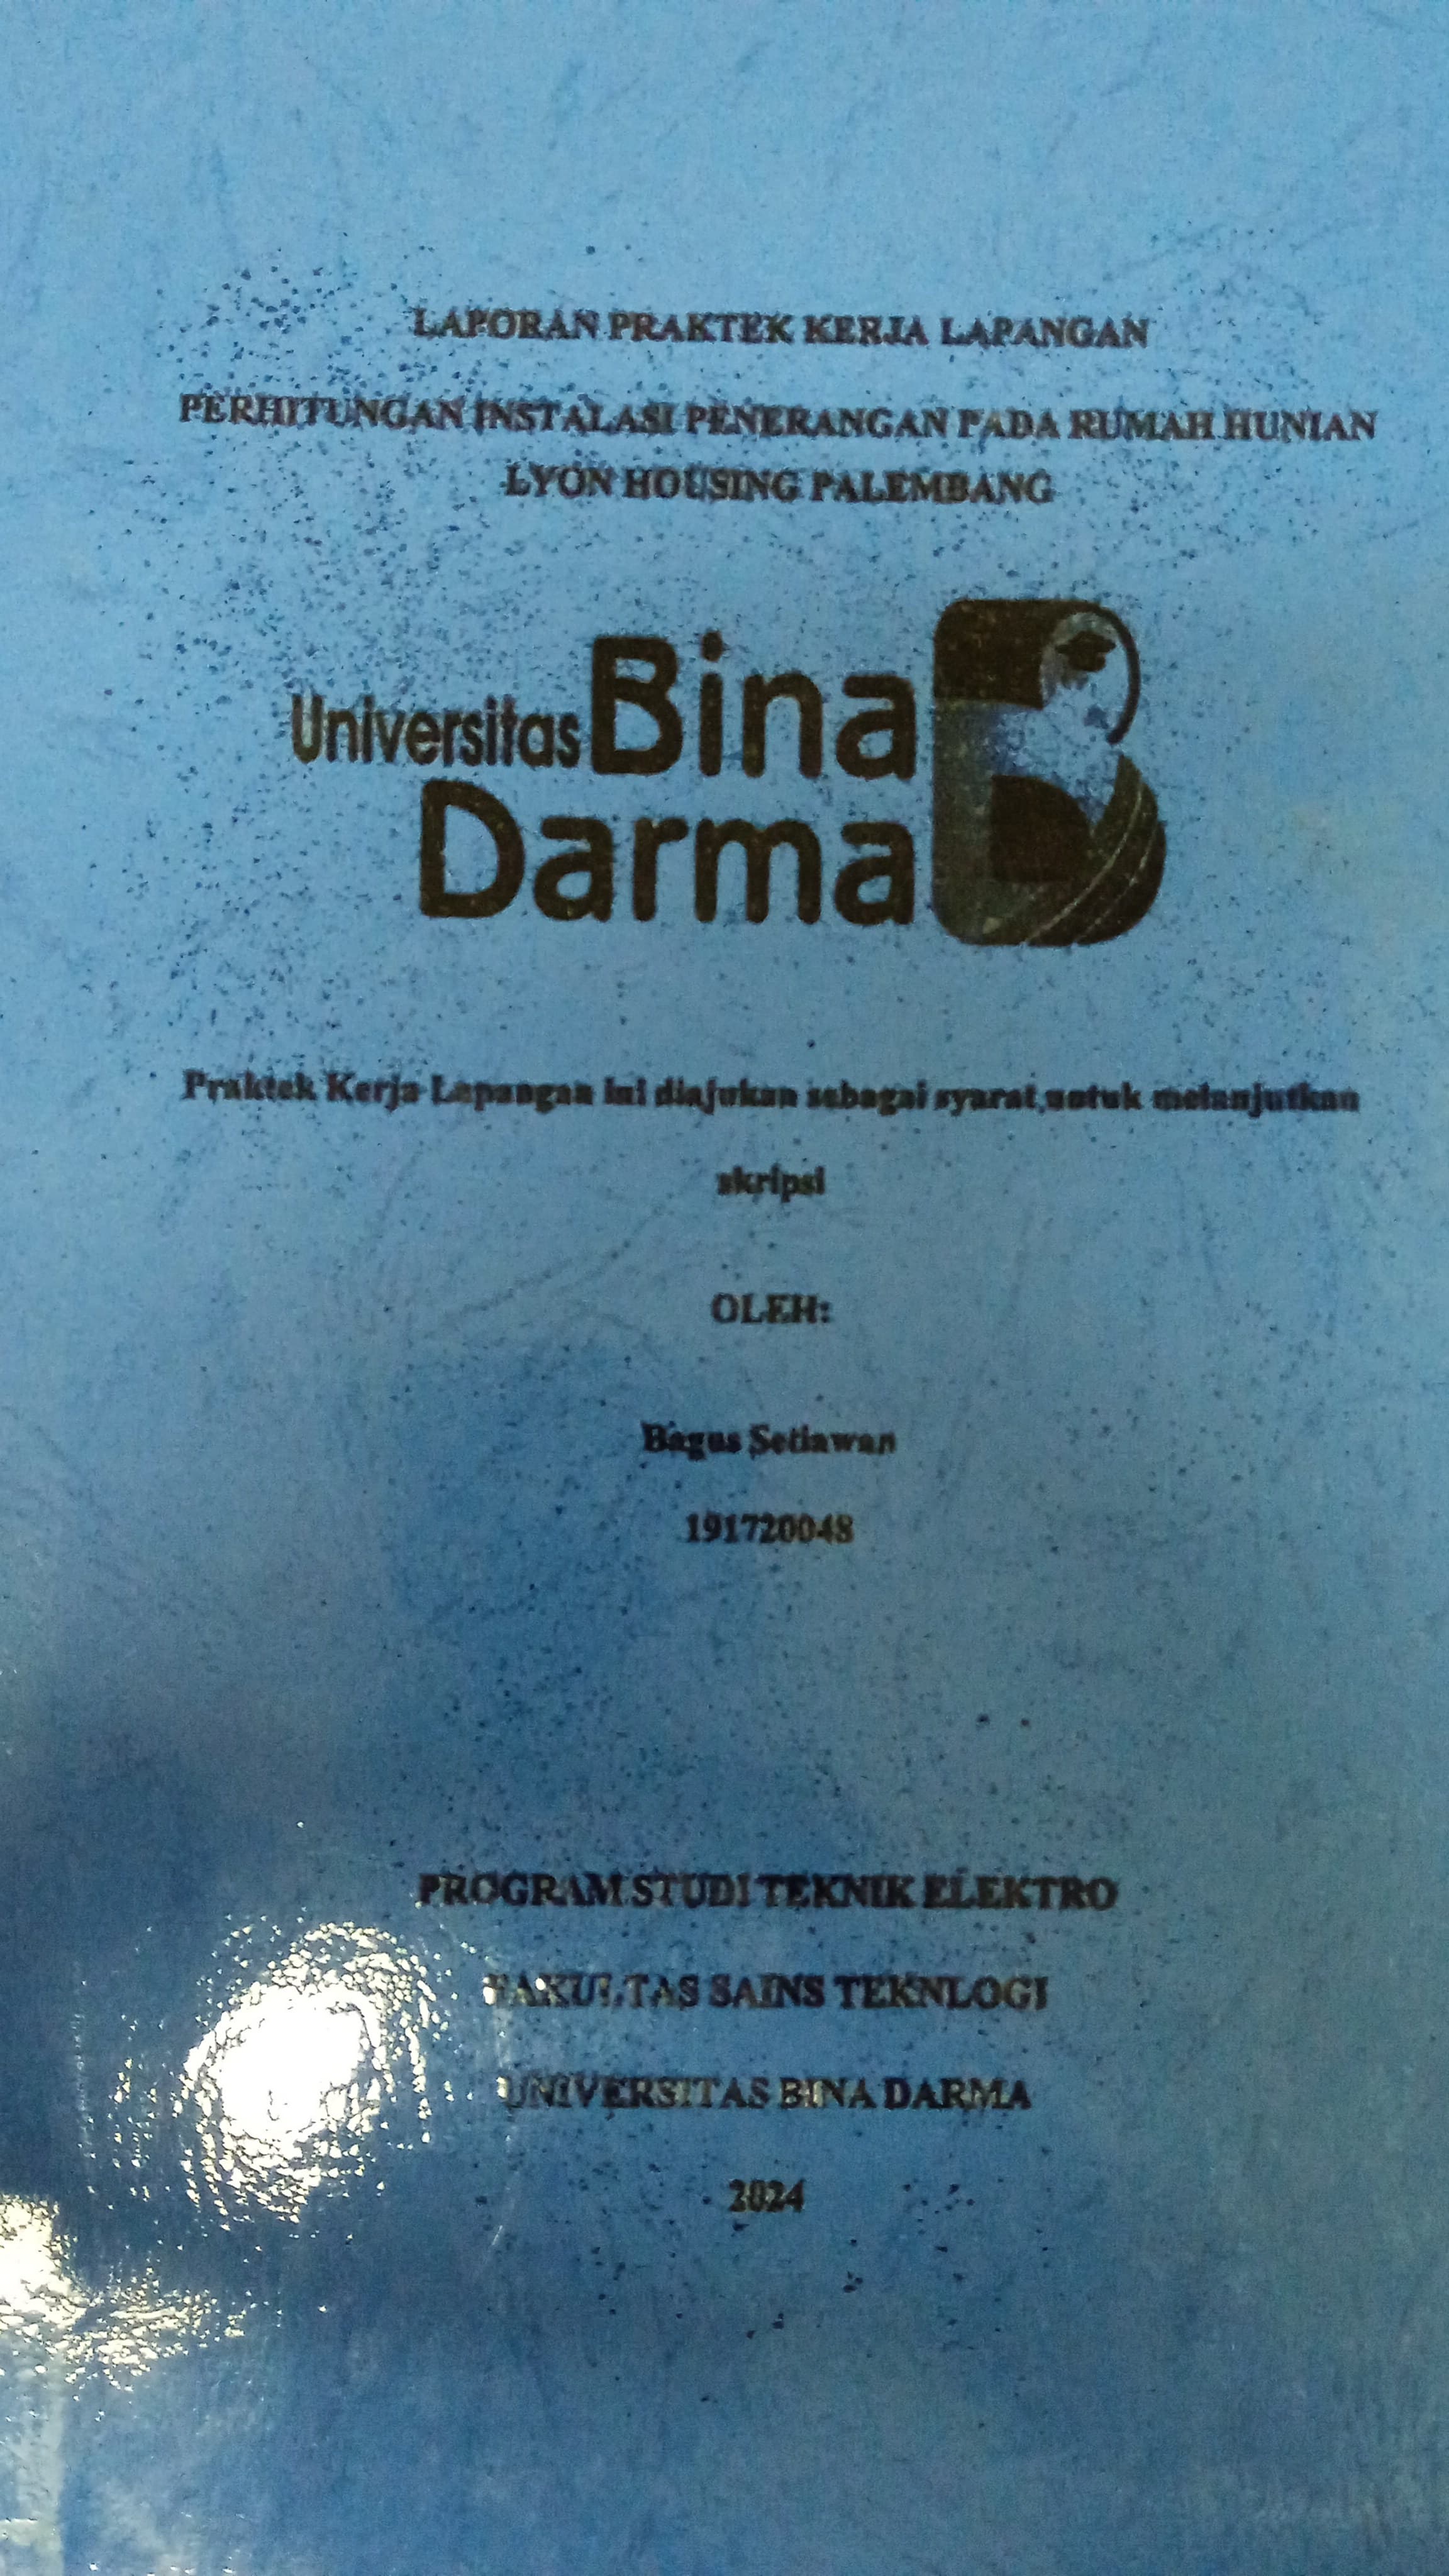 LAPORAN PRAKTEK KERJA LAPANGAN
PERHITUNGAN INSTALASI PENERANGAN PADA RUMAH HUNIAN
LYON HOUSING PALEMBANG
Universitas Bina
Darma
Praktek Kerja Lapangan ini diajukan sebagai syarat untuk melanjutkan
skripsi
OLEH:
Bagus Setiawan
191720048
PROGRAM STUDI TEKNIK ELEKTRO
FAKULTAS SAINS TEKNLOGI
UNIVERSITAS BINA DARMA
2024